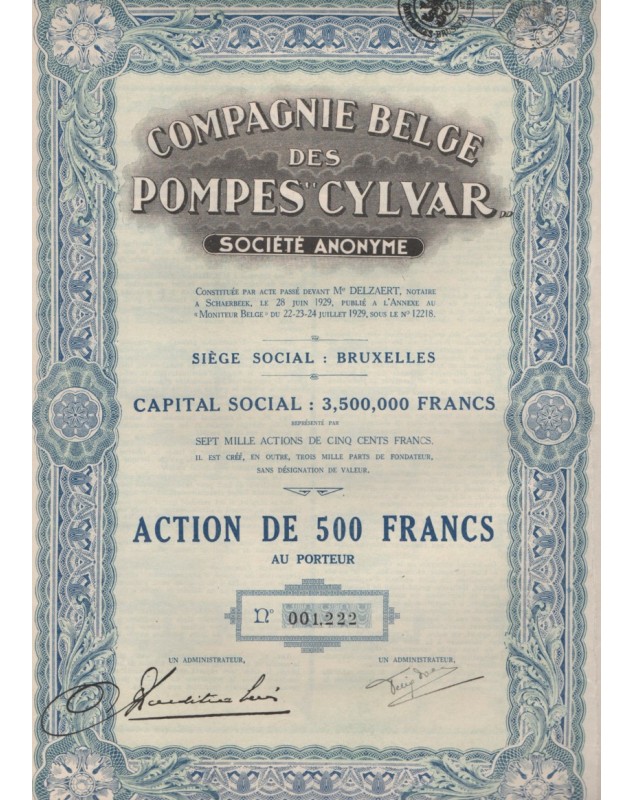 COMPAGNIE BELGE
DES
POMPES "CYLVAR"
SOCIÉTÉ ANONYME
CONSTITUÉE PAR ACTE PASSÉ DEVANT Me DELZAERT, NOTAIRE
A SCHAERBEEK, LE 28 JUIN 1929, PUBLIÉ A L'ANNEXE AU
« MONITEUR BELGE » DU 22-23-24 JUILLET 1929, SOUS LE No 12218.
SIÈGE SOCIAL : BRUXELLES
CAPITAL SOCIAL : 3,500,000 FRANCS
REPRÉSENTÉ PAR
SEPT MILLE ACTIONS DE CINQ CENTS FRANCS.
IL EST CRÉÉ, EN OUTRE, TROIS MILLE PARTS DE FONDATEUR,
SANS DÉSIGNATION DE VALEUR.
ACTION DE 500 FRANCS
AU PORTEUR
No 001,222
UN ADMINISTRATEUR, UN ADMINISTRATEUR,